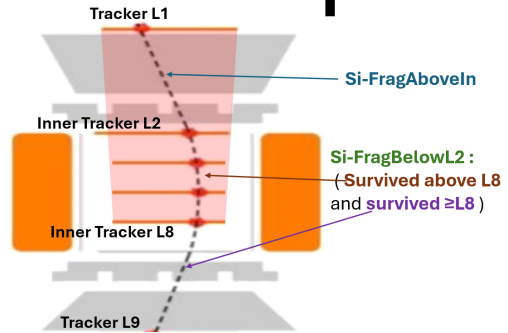 Tracker L1
Si-FragAboveIn
Inner Tracker L2
Si-FragBelowL2 :
( Survived above L8
and survived ≥L8 )
Inner Tracker L8
Tracker L9